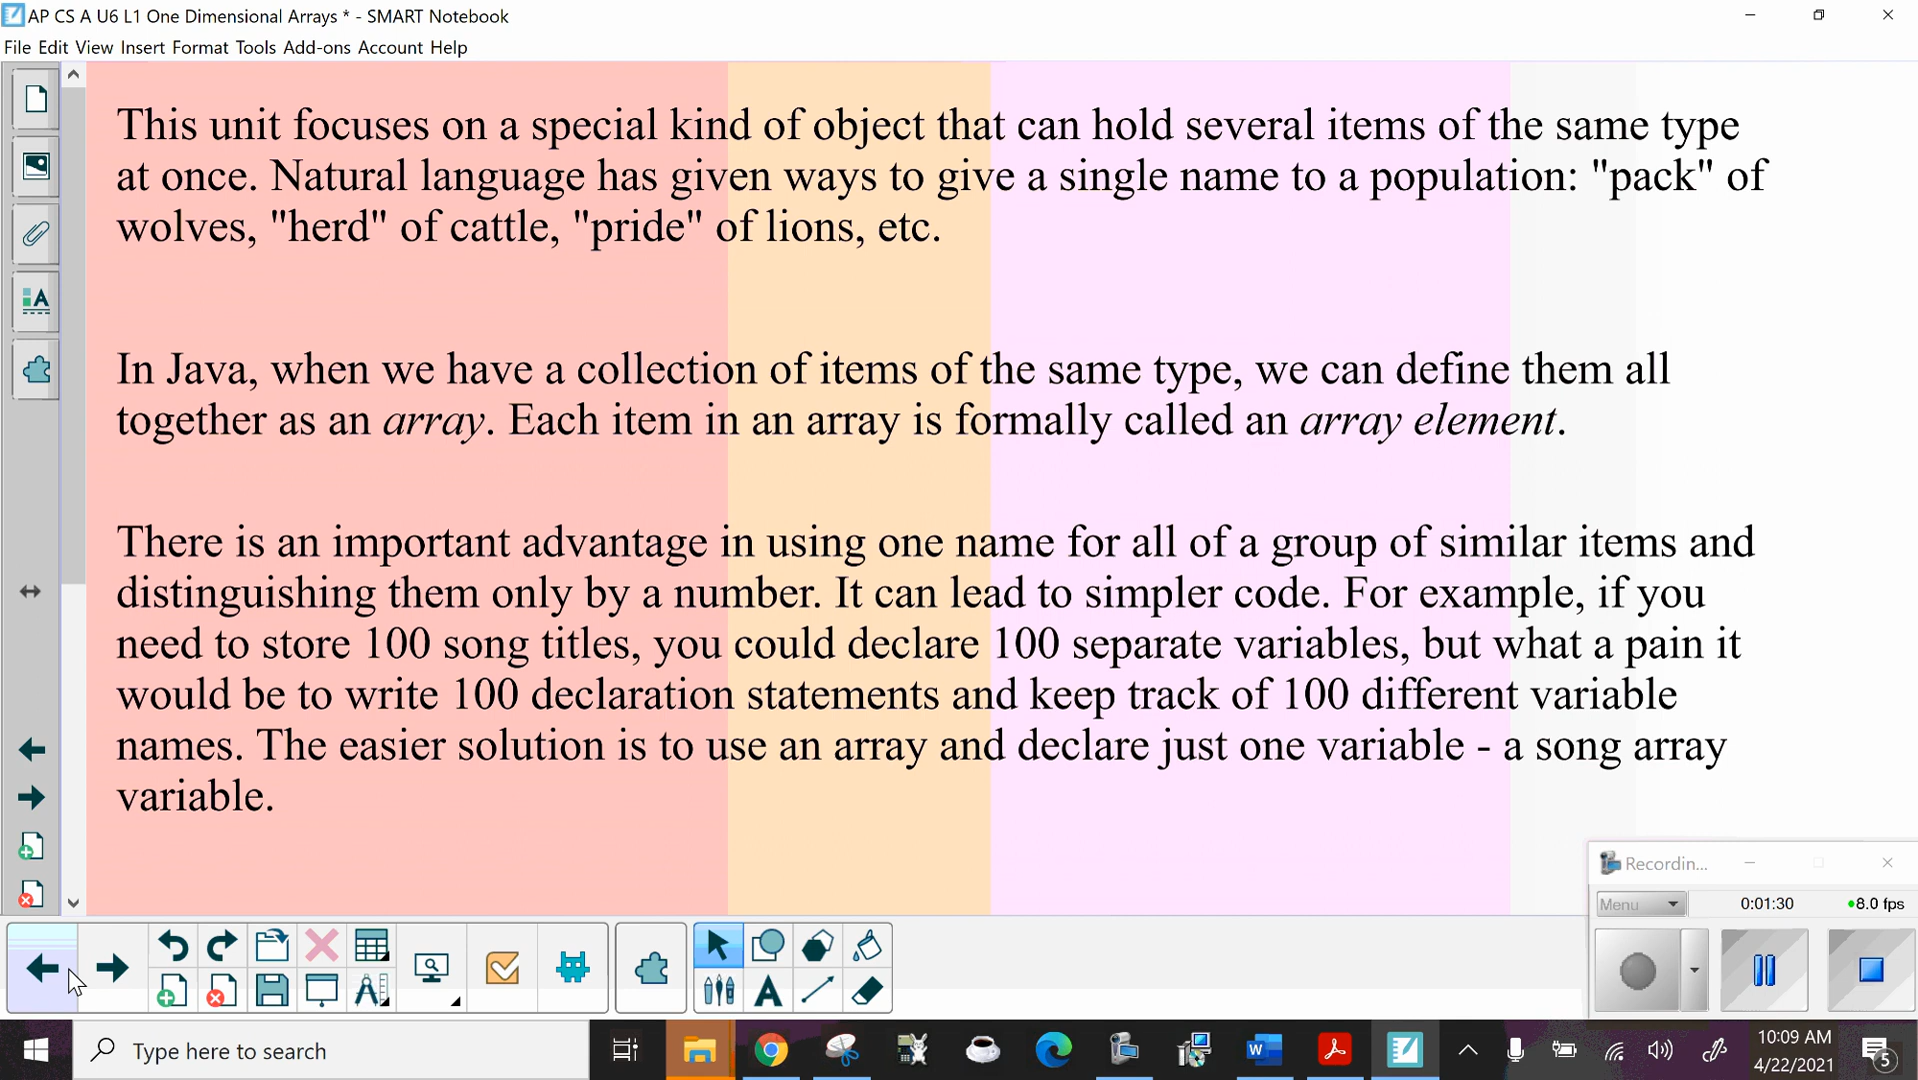 AP CS A U6 L1 One Dimensional Arrays * - SMART Notebook
File Edit View Insert Format Tools Add-ons Account Help
This unit focuses on a special kind of object that can hold several items of the same type
at once. Natural language has given ways to give a single name to a population: "pack" of
wolves, "herd" of cattle, "pride" of lions, etc.
In Java, when we have a collection of items of the same type, we can define them all
together as an array. Each item in an array is formally called an array element.
There is an important advantage in using one name for all of a group of similar items and
distinguishing them only by a number. It can lead to simpler code. For example, if you
need to store 100 song titles, you could declare 100 separate variables, but what a pain it
would be to write 100 declaration statements and keep track of 100 different variable
names. The easier solution is to use an array and declare just one variable - a song array
variable.
Recordin...
Menu 0:01:30 8.0 fps
Type here to search
10:09 AM
4/22/2021
5